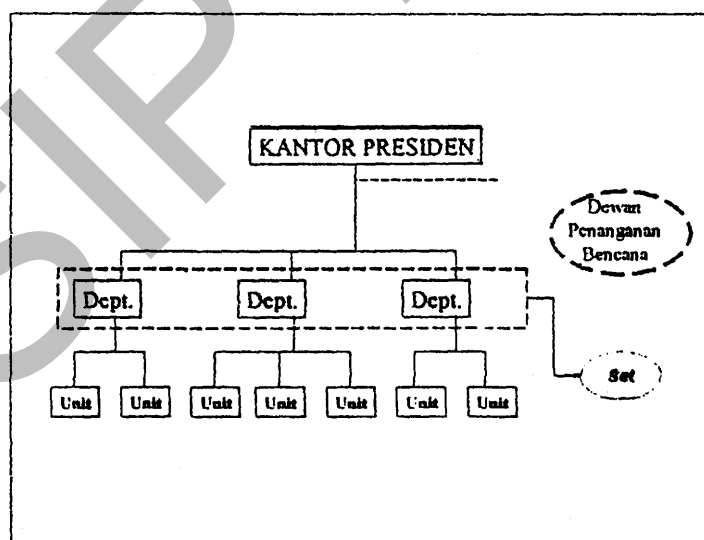 KANTOR PRESIDEN
Dewan
Penanganan
Bencana
Dept. Dept. Dept.
Set
Unit Unit Unit Unit Unit Unit Unit